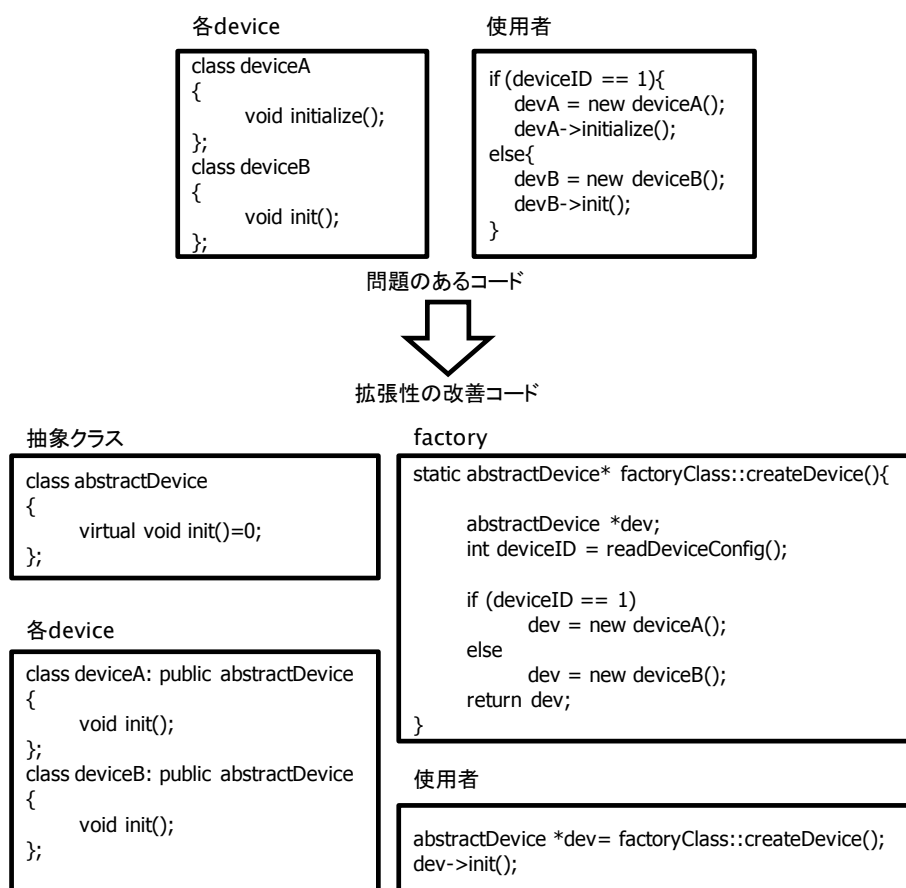 各device
class deviceA
{
void initialize();
};
class deviceB
{
void init();
};
使用者
if (deviceID == 1){
devA = new deviceA();
devA->initialize();
else{
devB = new deviceB();
devB->init();
}
問題のあるコード
拡張性の改善コード
抽象クラス
class abstractDevice
{
virtual void init()=0;
};
各device
class deviceA: public abstractDevice
{
void init();
};
class deviceB: public abstractDevice
{
void init();
};
factory
static abstractDevice* factoryClass::createDevice(){
abstractDevice *dev;
int deviceID = readDeviceConfig();
if (deviceID == 1)
dev = new deviceA();
else
dev = new deviceB();
return dev;
}
使用者
abstractDevice *dev= factoryClass::createDevice();
dev->init();